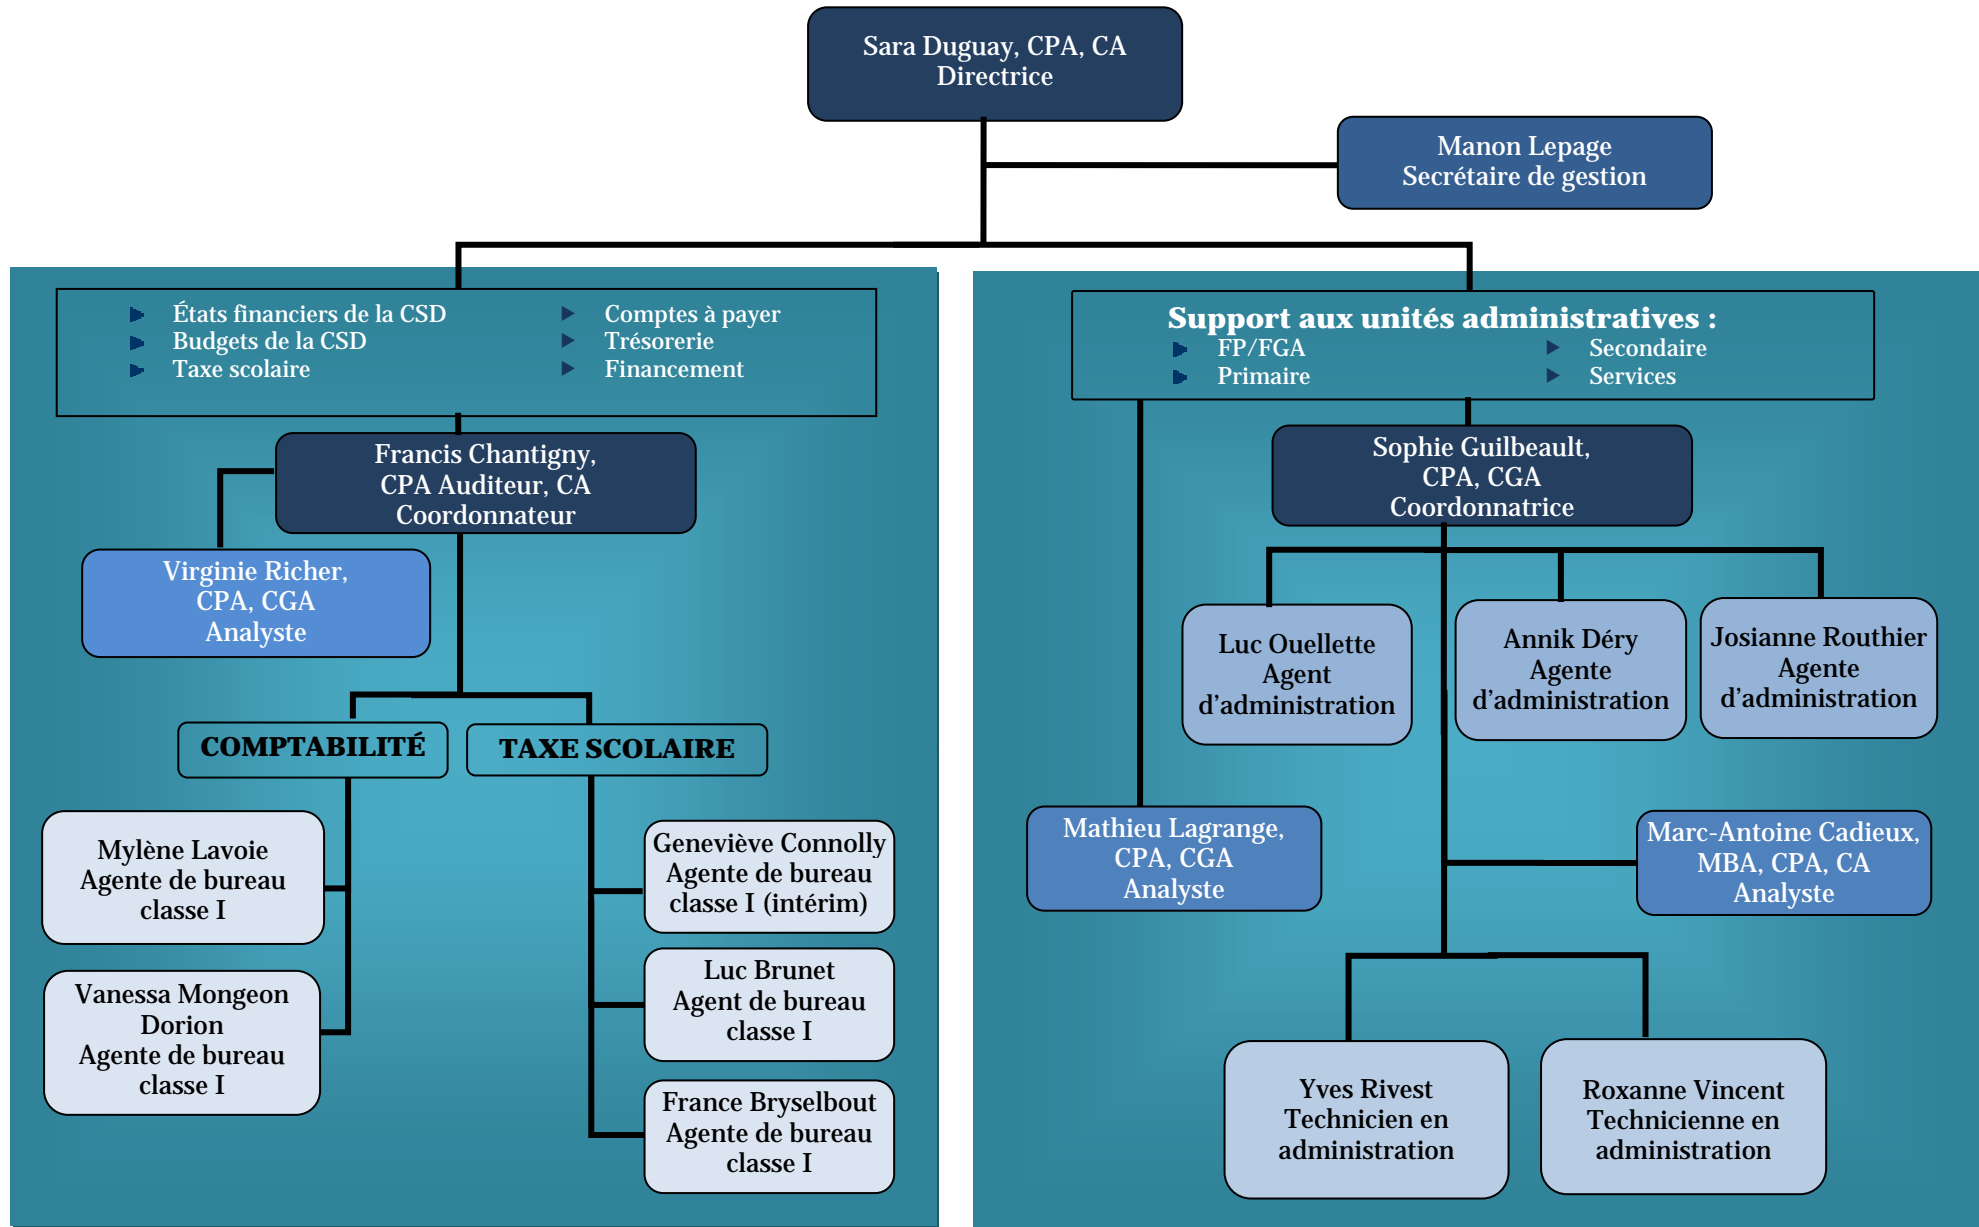 Sara Duguay, CPA, CA
Directrice
Manon Lepage
Secrétaire de gestion
États financiers de la CSD
Budgets de la CSD
Taxe scolaire
Comptes à payer
Trésorerie
Financement
Francis Chantigny,
CPA Auditeur, CA
Coordonnateur
Virginie Richer,
CPA, CGA
Analyste
COMPTABILITÉ
Mylène Lavoie
Agente de bureau
classe I
Vanessa Mongeon
Dorion
Agente de bureau
classe I
TAXE SCOLAIRE
Geneviève Connolly
Agente de bureau
classe I (intérim)
Luc Brunet
Agent de bureau
classe I
France Bryselbout
Agente de bureau
classe I
Support aux unités administratives :
FP/FGA
Primaire
Secondaire
Services
Sophie Guilbeault,
CPA, CGA
Coordonnatrice
Luc Ouellette
Agent
d'administration
Annik Déry
Agente
d'administration
Josianne Routhier
Agente
d'administration
Mathieu Lagrange,
CPA, CGA
Analyste
Marc-Antoine Cadieux,
MBA, CPA, CA
Analyste
Yves Rivest
Technicien en
administration
Roxanne Vincent
Technicienne en
administration